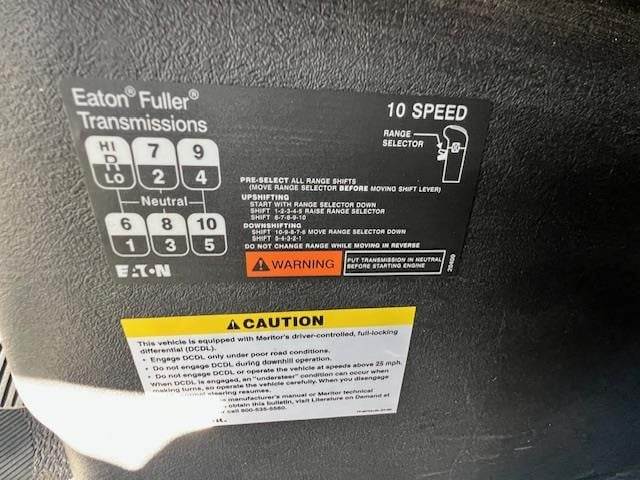 Eaton® Fuller®
Transmissions
10 SPEED
RANGE
SELECTOR
HI 7 9
LO 2 4
Neutral
6 8 10
1 3 5
EATON
PRE-SELECT ALL RANGE SHIFTS
(MOVE RANGE SELECTOR BEFORE MOVING SHIFT LEVER)
UPSHIFTING
START WITH RANGE SELECTOR DOWN
SHIFT 1-2-3-4-5 RAISE RANGE SELECTOR
SHIFT 6-7-8-9-10
DOWNSHIFTING
SHIFT 10-9-8-7-6 MOVE RANGE SELECTOR DOWN
SHIFT 5-4-3-2-1
DO NOT CHANGE RANGE WHILE MOVING IN REVERSE
WARNING
PUT TRANSMISSION IN NEUTRAL
BEFORE STARTING ENGINE
CAUTION
This vehicle is equipped with Meritor's driver-controlled, full-locking
differential (DCDL).
• Engage DCDL only under poor road conditions.
• Do not engage DCDL during downhill operation.
• Do not engage DCDL or operate the vehicle at speeds above 25 mph.
When DCDL is engaged, an "understeer" condition can occur when
making turns, so operate the vehicle carefully. When you disengage
steering resumes.
manufacturer's manual or Meritor technical
obtain this bulletin, visit Literature on Demand at
call 800-535-5560.